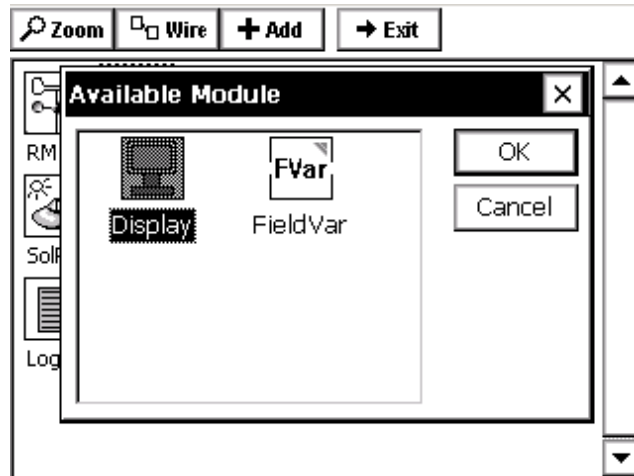 Zoom Wire Add Exit
Available Module
OK
Cancel
FVar
Display FieldVar
RM
Sol
Log